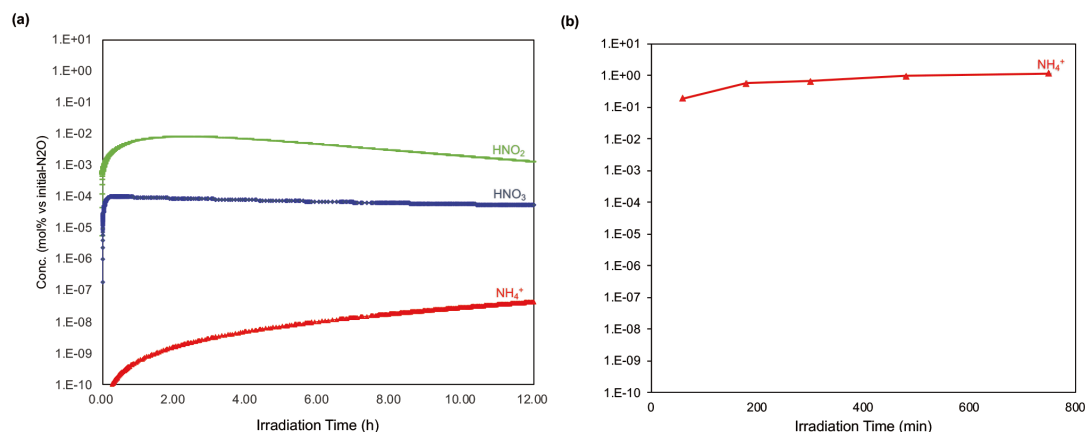 (a)
Conc. (mol% vs initial-N2O)
1.E+01
1.E+00
1.E-01
1.E-02
1.E-03
1.E-04
1.E-05
1.E-06
1.E-07
1.E-08
1.E-09
1.E-10
HNO₂
HNO₃
NH₄⁺
0.00 2.00 4.00 6.00 8.00 10.00 12.00
Irradiation Time (h)
(b)
1.E+01
1.E+00
1.E-01
1.E-02
1.E-03
1.E-04
1.E-05
1.E-06
1.E-07
1.E-08
1.E-09
1.E-10
NH₄⁺
0 200 400 600 800
Irradiation Time (min)